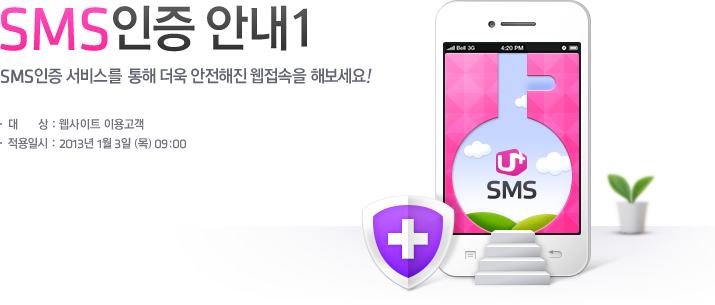 SMS인증 안내1
SMS인증 서비스를 통해 더욱 안전해진 웹접속을 해보세요!
· 대 상 : 웹사이트 이용고객
· 적용일시 : 2013년 1월 3일 (목) 09:00
Bell 3G 4:20 PM
U+
SMS